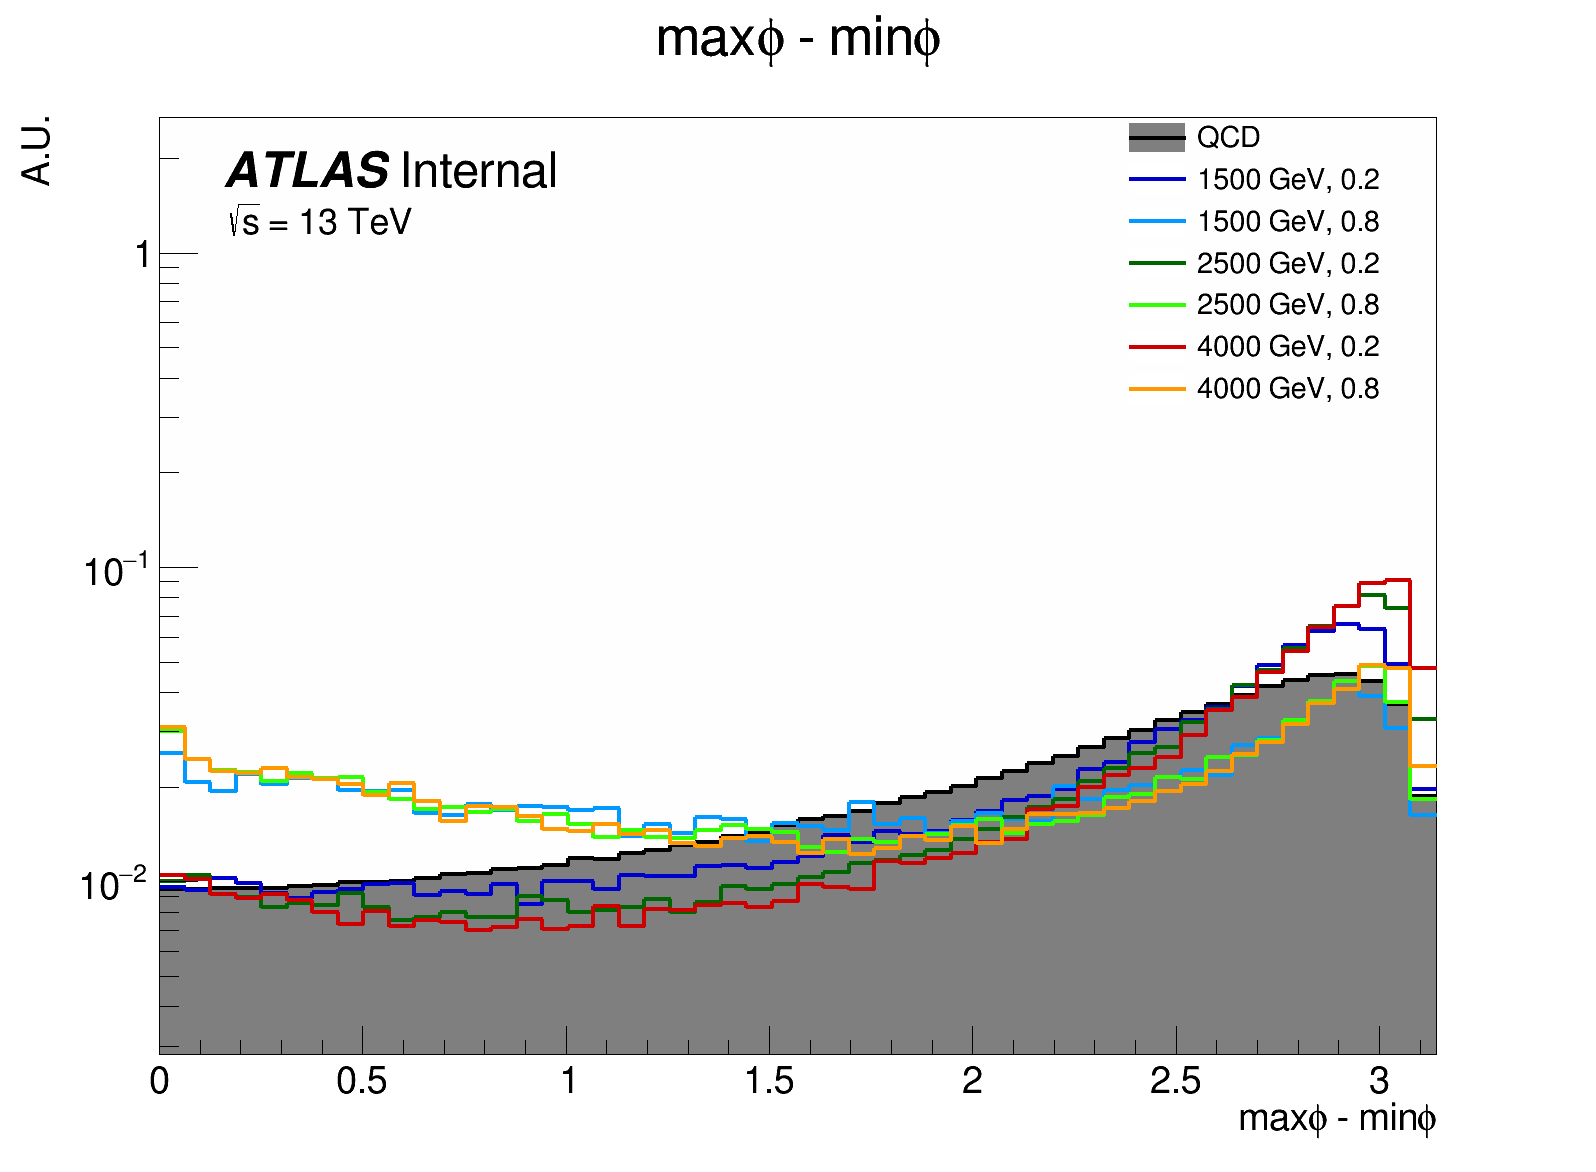 maxϕ - minϕ
A.U.
ATLAS Internal
√s = 13 TeV
QCD
1500 GeV, 0.2
1500 GeV, 0.8
2500 GeV, 0.2
2500 GeV, 0.8
4000 GeV, 0.2
4000 GeV, 0.8
1
10⁻¹
10⁻²
0 0.5 1 1.5 2 2.5 3
maxϕ - minϕ